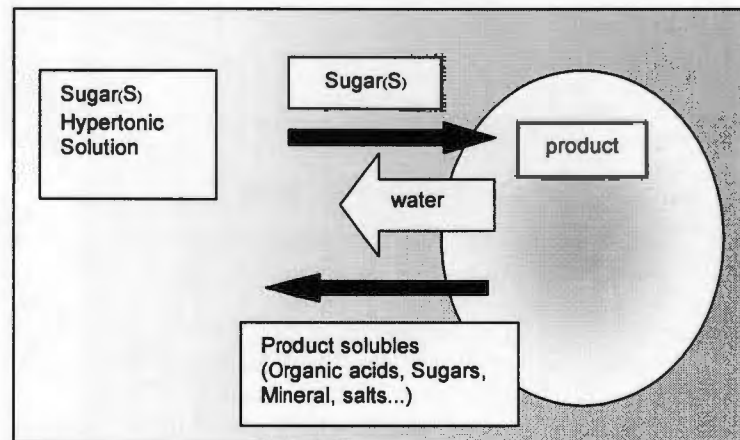 Sugar(S)
Hypertonic
Solution
Sugar(S)
product
water
Product solubles
(Organic acids, Sugars,
Mineral, salts...)